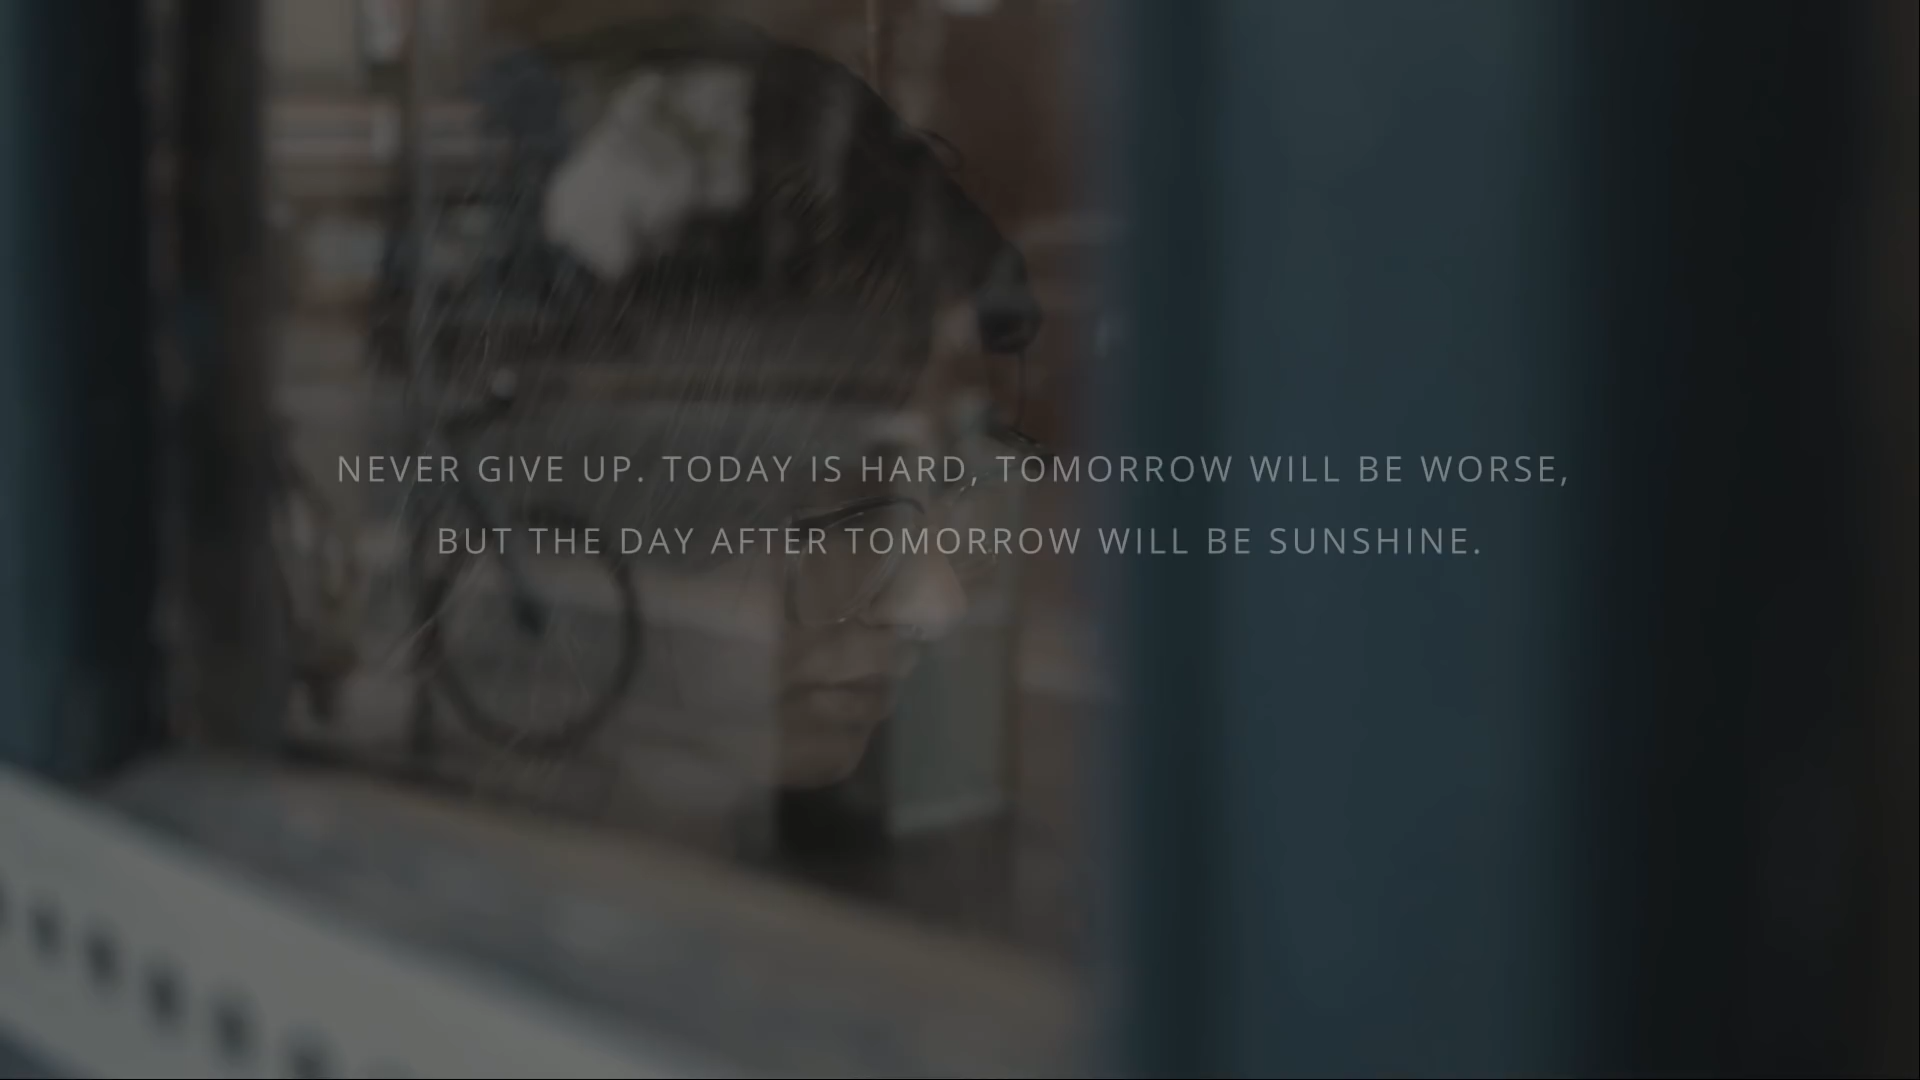 NEVER GIVE UP. TODAY IS HARD, TOMORROW WILL BE WORSE,
BUT THE DAY AFTER TOMORROW WILL BE SUNSHINE.